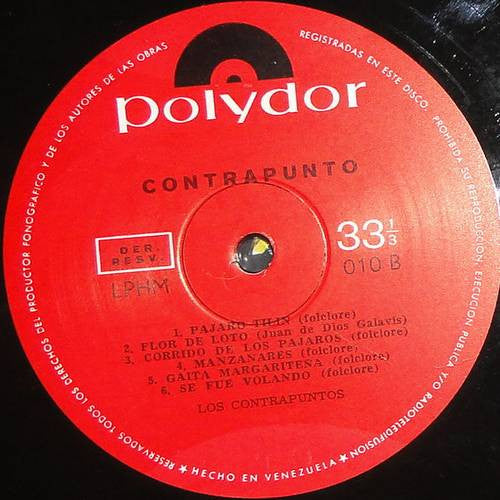 RESERVADOS TODOS LOS DERECHOS DEL PRODUCTOR FONOGRAFICO Y DE LOS AUTORES DE LAS OBRAS
REGISTRADAS EN ESTE DISCO. PROHIBIDA SU REPRODUCCION EJECUCION PUBLICA Y/O RADIOTELEDIFUSION
polydor
CONTRAPUNTO
DER.
RESV.
LPHM
33 1/3
010 B
1. PAJARO TILIN (folclore)
2. FLOR DE LOTO (Juan de Dios Galavis)
3. CORRIDO DE LOS PAJAROS (folclore)
4. MANZANARES (folclore)
5. GAITA MARGARITEÑA (folclore)
6. SE FUE VOLANDO (folclore)
LOS CONTRAPUNTOS
★ HECHO EN VENEZUELA ★